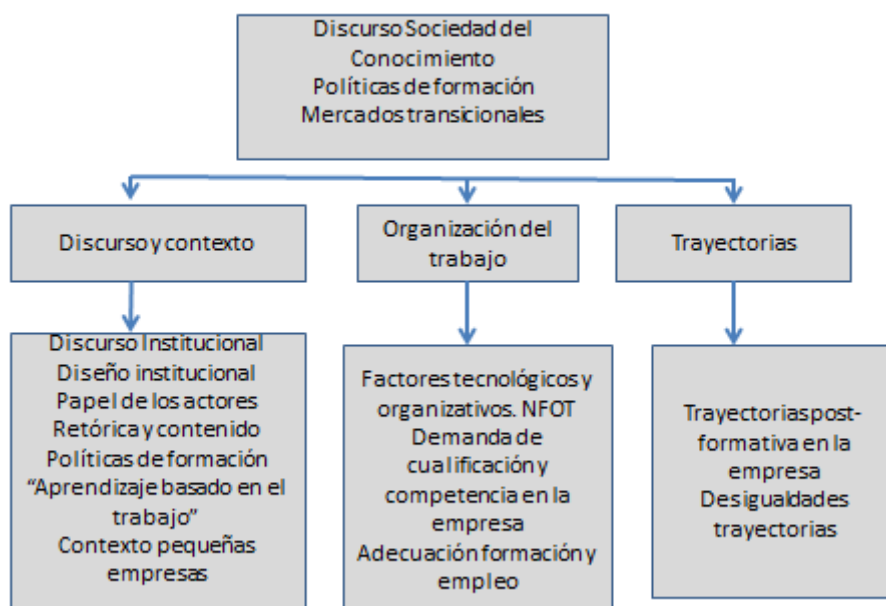 Discurso Sociedad del
Conocimiento
Políticas de formación
Mercados transicionales
Discurso y contexto
Organización del
trabajo
Trayectorias
Discurso Institucional
Diseño institucional
Papel de los actores
Retórica y contenido
Políticas de formación
“Aprendizaje basado en el
trabajo”
Contexto pequeñas
empresas
Factores tecnológicos y
organizativos. NFOT
Demanda de
cualificación y
competencia en la
empresa
Adecuación formación y
empleo
Trayectorias post-
formativa en la
empresa
Desigualdades
trayectorias